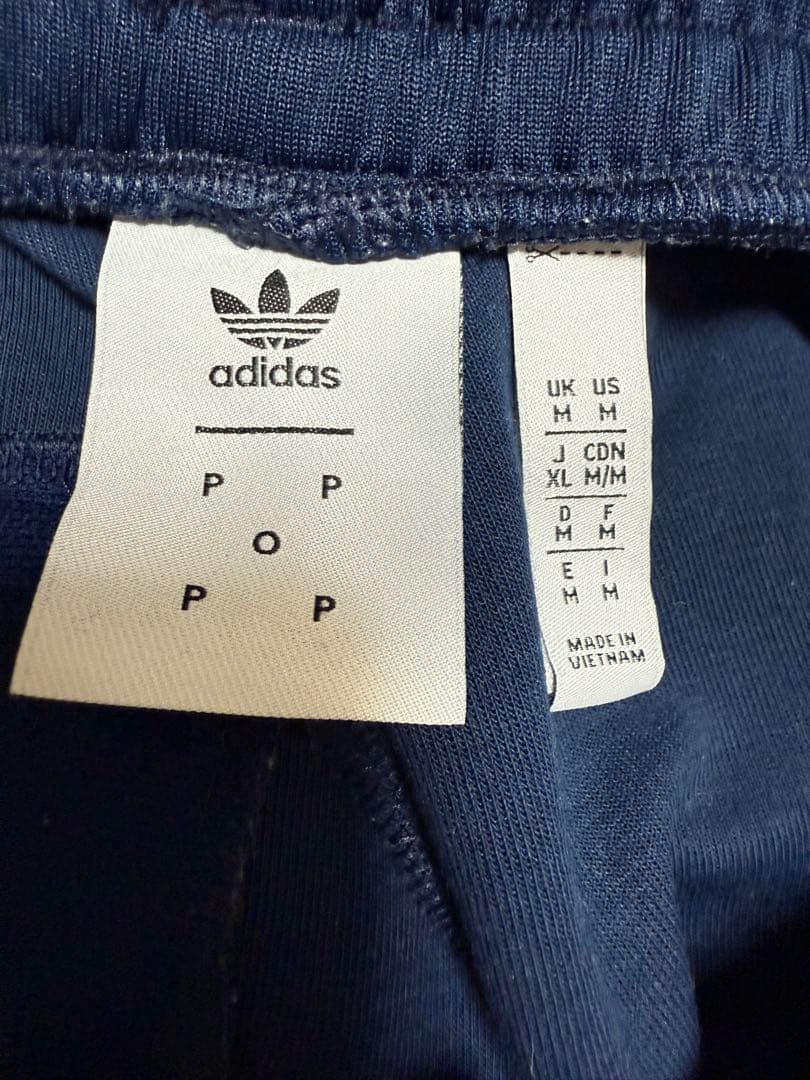 adidas
P P
O
P P
UK US
M M
J CDN
XL M/M
D F
M M
E I
M M
MADE IN
VIETNAM